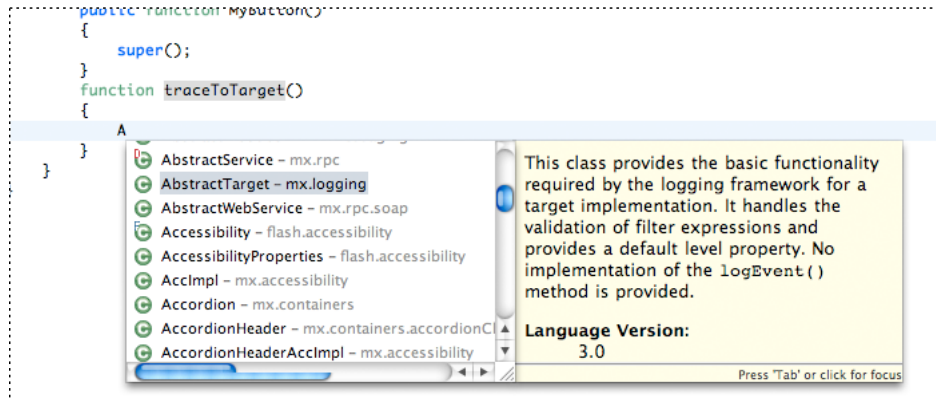 public function MyButton()
{
super();
}
function traceToTarget()
{
A
}
}
AbstractService – mx.rpc
AbstractTarget – mx.logging
AbstractWebService – mx.rpc.soap
Accessibility – flash.accessibility
AccessibilityProperties – flash.accessibility
AccImpl – mx.accessibility
Accordion – mx.containers
AccordionHeader – mx.containers.accordionCl
AccordionHeaderAccImpl – mx.accessibility
This class provides the basic functionality
required by the logging framework for a
target implementation. It handles the
validation of filter expressions and
provides a default level property. No
implementation of the logEvent()
method is provided.
Language Version:
3.0
Press 'Tab' or click for focus